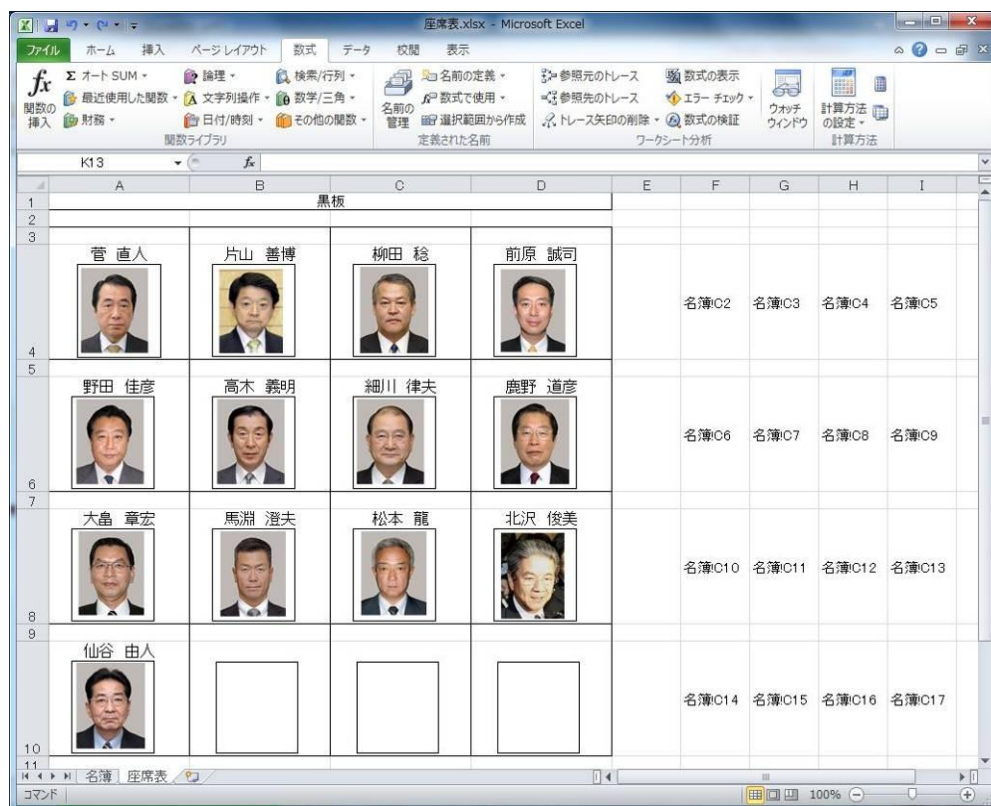 座席表.xlsx - Microsoft Excel
ファイル ホーム 挿入 ページ レイアウト 数式 データ 校閲 表示
fx Σ オート SUM 論理 検索/行列 名前の定義 参照元のトレース 数式の表示
関数の挿入 最近使用した関数 A 文字列操作 θ 数学/三角 名前の管理 数式で使用 参照先のトレース エラー チェック ウォッチ ウィンドウ 計算方法の設定
財務 日付/時刻 その他の関数 選択範囲から作成 トレース矢印の削除 数式の検証
関数ライブラリ 定義された名前 ワークシート分析 計算方法
K13 fx
A B C D E F G H I
1 黒板
2
3
菅 直人 片山 善博 柳田 稔 前原 誠司
名簿!C2 名簿!C3 名簿!C4 名簿!C5
4
5
野田 佳彦 高木 義明 細川 律夫 鹿野 道彦
名簿!C6 名簿!C7 名簿!C8 名簿!C9
6
7
大畠 章宏 馬淵 澄夫 松本 龍 北沢 俊美
名簿!C10 名簿!C11 名簿!C12 名簿!C13
8
9
仙谷 由人
名簿!C14 名簿!C15 名簿!C16 名簿!C17
10
11
名簿 座席表
コマンド 100%